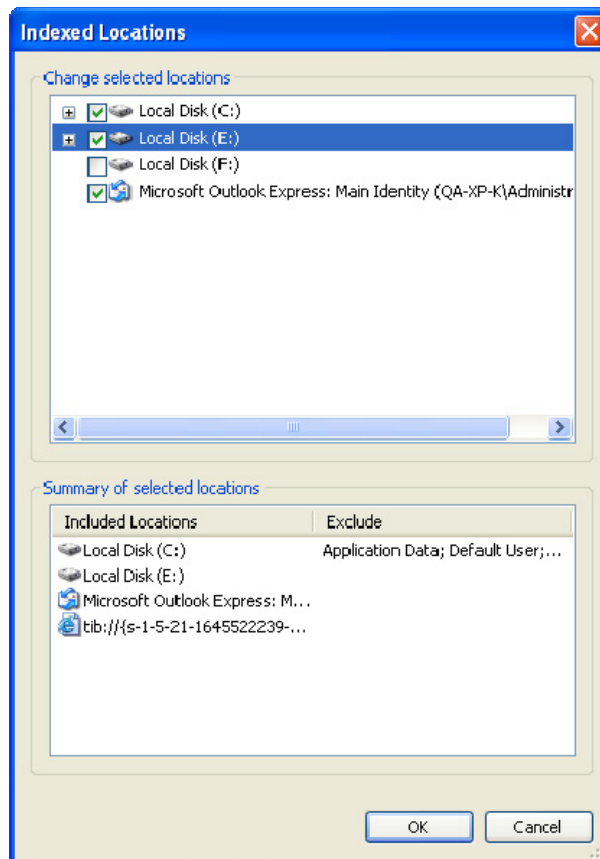 Indexed Locations
Change selected locations
Local Disk (C:)
Local Disk (E:)
Local Disk (F:)
Microsoft Outlook Express: Main Identity (QA-XP-K\Administr
Summary of selected locations
Included Locations Exclude
Local Disk (C:) Application Data; Default User;...
Local Disk (E:)
Microsoft Outlook Express: M...
tib://{s-1-5-21-1645522239-...
OK Cancel